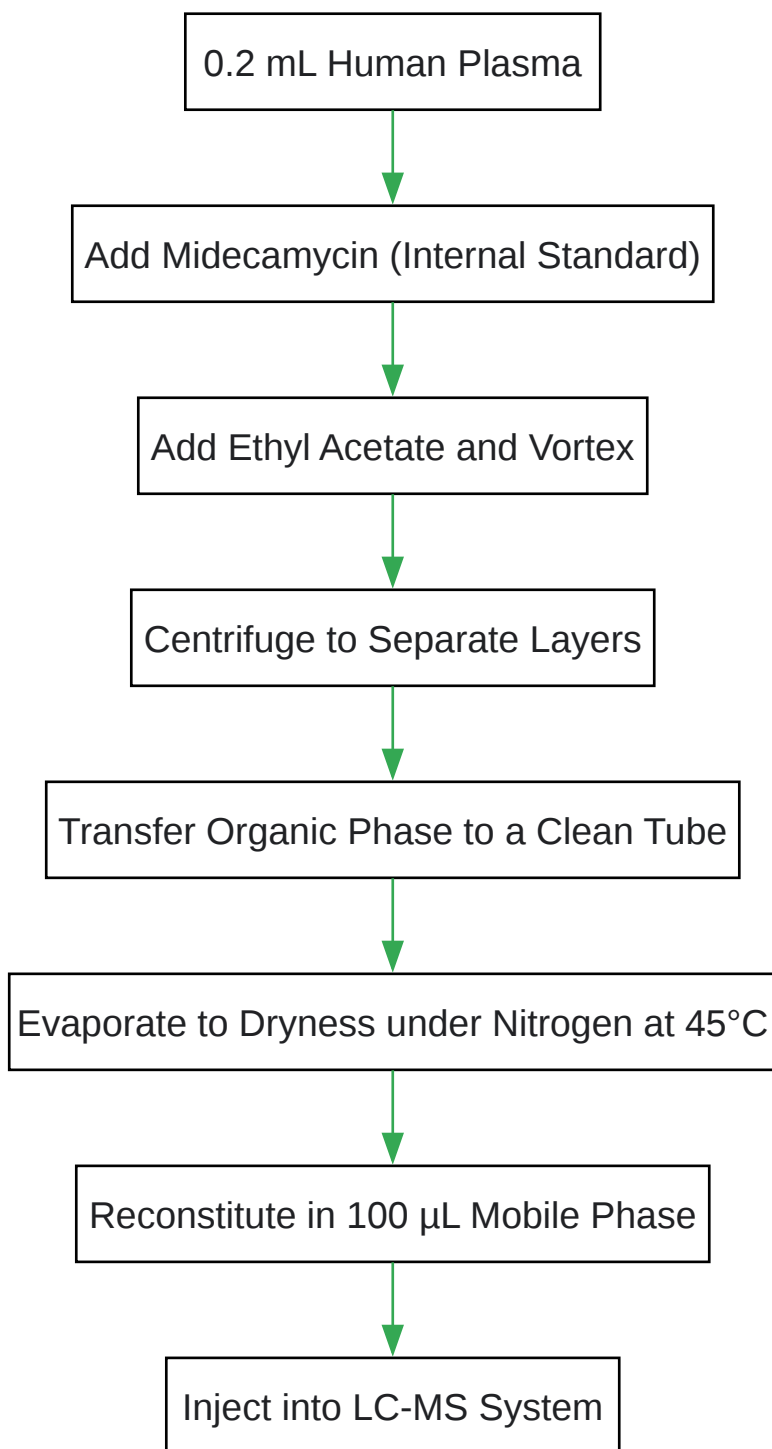 0.2 mL Human Plasma
Add Midecamycin (Internal Standard)
Add Ethyl Acetate and Vortex
Centrifuge to Separate Layers
Transfer Organic Phase to a Clean Tube
Evaporate to Dryness under Nitrogen at 45°C
Reconstitute in 100 µL Mobile Phase
Inject into LC-MS System